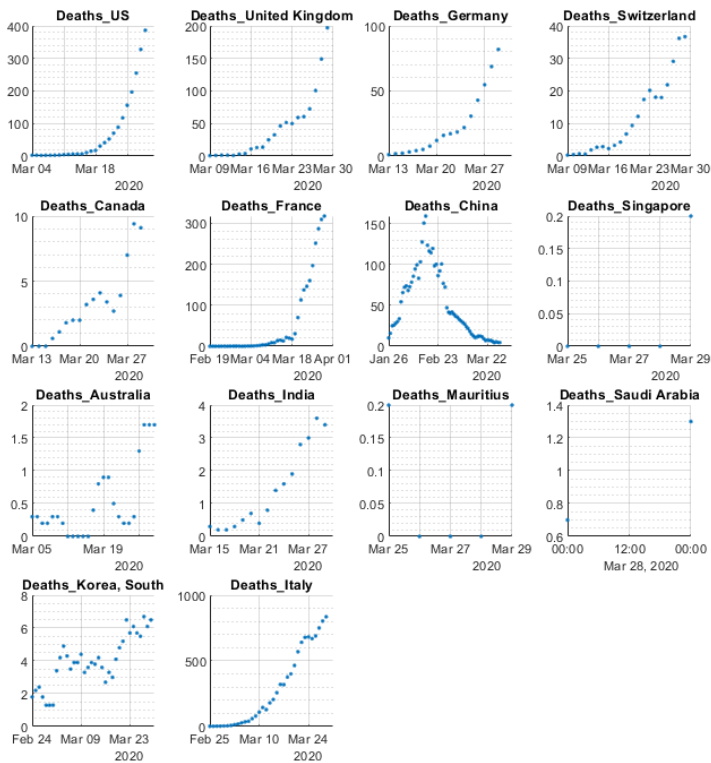 Deaths_US
400
300
200
100
0
Mar 04
Mar 18
2020
Deaths_United Kingdom
200
150
100
50
0
Mar 09
Mar 16
Mar 23
Mar 30
2020
Deaths_Germany
100
50
0
Mar 13
Mar 20
Mar 27
2020
Deaths_Switzerland
40
30
20
10
0
Mar 09
Mar 16
Mar 23
Mar 30
2020
Deaths_Canada
10
5
0
Mar 13
Mar 20
Mar 27
2020
Deaths_France
300
200
100
0
Feb 19
Mar 04
Mar 18
Apr 01
2020
Deaths_China
150
100
50
0
Jan 26
Feb 23
Mar 22
2020
Deaths_Singapore
0.2
0.15
0.1
0.05
0
Mar 25
Mar 27
Mar 29
2020
Deaths_Australia
2
1.5
1
0.5
0
Mar 05
Mar 19
2020
Deaths_India
4
3
2
1
0
Mar 15
Mar 21
Mar 27
2020
Deaths_Mauritius
0.2
0.15
0.1
0.05
0
Mar 25
Mar 27
Mar 29
2020
Deaths_Saudi Arabia
1.4
1.2
1
0.8
0.6
00:00
12:00
00:00
Mar 28, 2020
Deaths_Korea, South
8
6
4
2
0
Feb 24
Mar 09
Mar 23
2020
Deaths_Italy
1000
500
0
Feb 25
Mar 10
Mar 24
2020